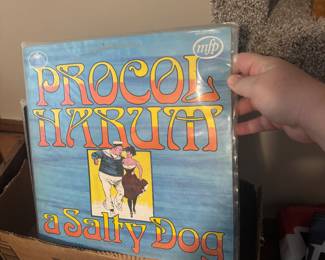 mfp
PROCOL
HARUM
a Salty Dog